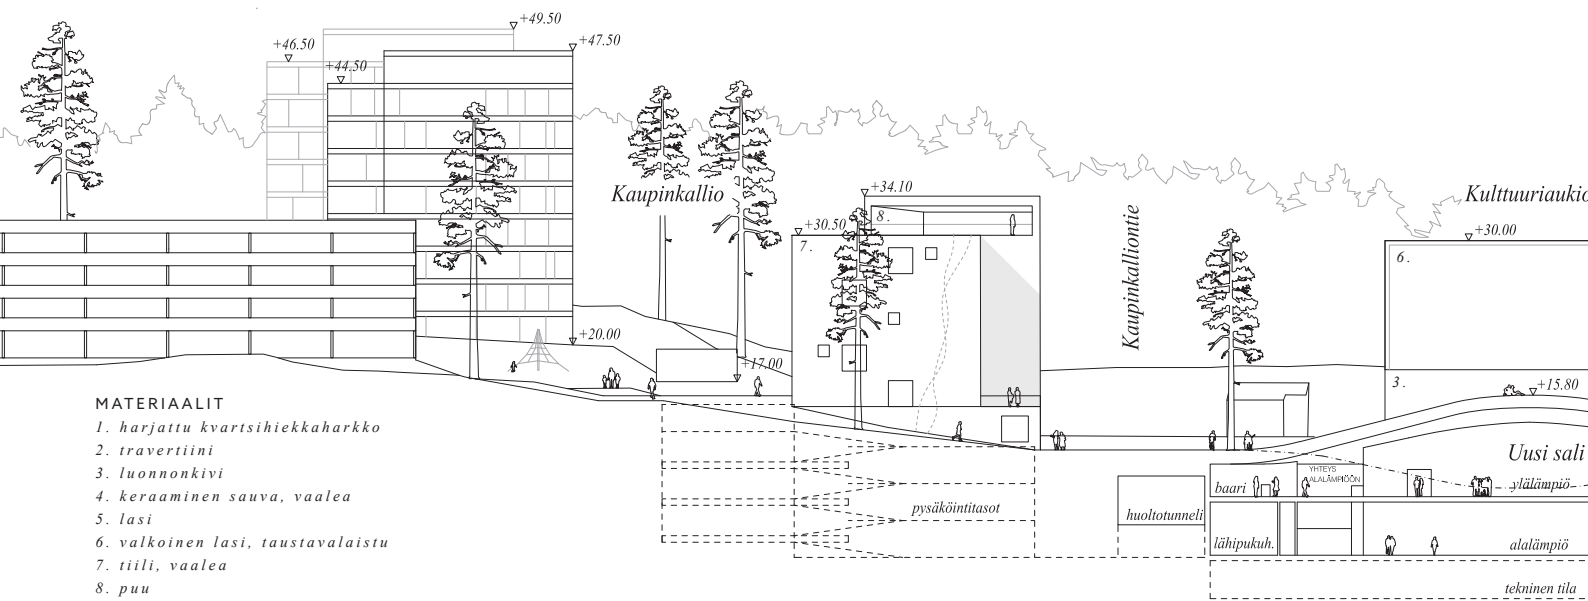 +49.50
+46.50
+47.50
+44.50
Kaupinkallio
+34.10
Kulttuuriaukio
8.
+30.50
7.
+30.00
6.
Kaupinkalliontie
+20.00
+17.00
3.
+15.80
MATERIAALIT
1. harjattu kvartsihiekkaharkko
2. travertiini
3. luonnonkivi
4. keraaminen sauva, vaalea
5. lasi
6. valkoinen lasi, taustavalaistu
7. tiili, vaalea
8. puu
Uusi sali
YHTEYS
ALALÄMPIÖÖN
baari
ylälämpiö
pysäköintitasot
huoltotunneli
lähipukuh.
alalämpiö
tekninen tila